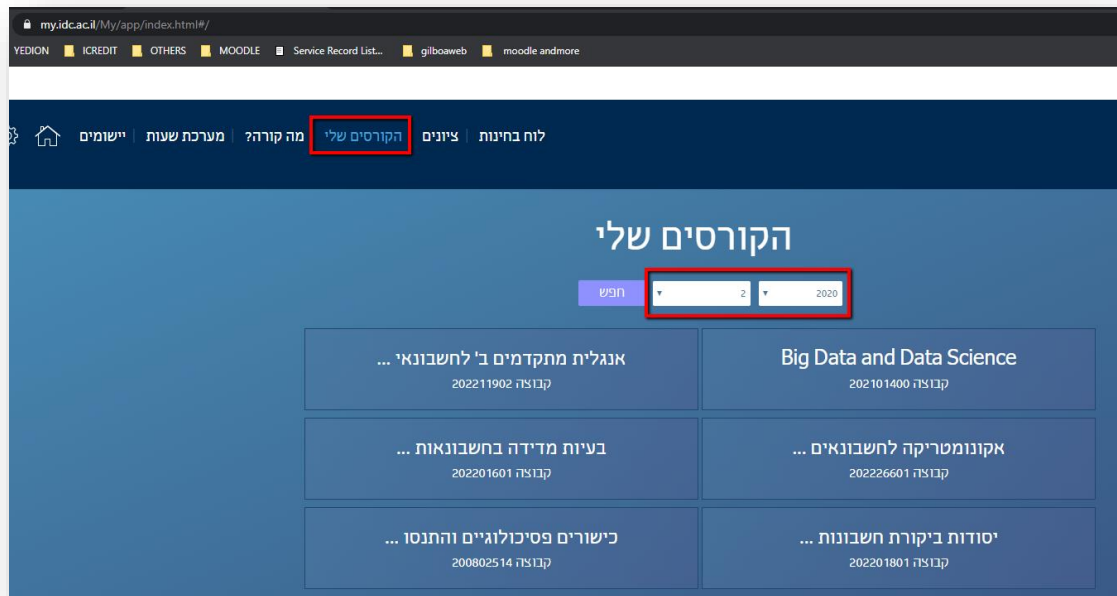 my.idc.ac.il/My/app/index.html#/
YEDION ICREDIT OTHERS MOODLE Service Record List... gilboaweb moodle andmore
לוח בחינות | ציונים | הקורסים שלי | מה קורה? | מערכת שעות | יישומים
הקורסים שלי
2020 2 חפש
Big Data and Data Science
קבוצה 202101400
אנגלית מתקדמים ב' לחשבונאי ...
קבוצה 202211902
אקונומטריקה לחשבונאים ...
קבוצה 202226601
בעיות מדידה בחשבונאות ...
קבוצה 202201601
יסודות ביקורת חשבונות ...
קבוצה 202201801
כישורים פסיכולוגיים והתנסו ...
קבוצה 200802514